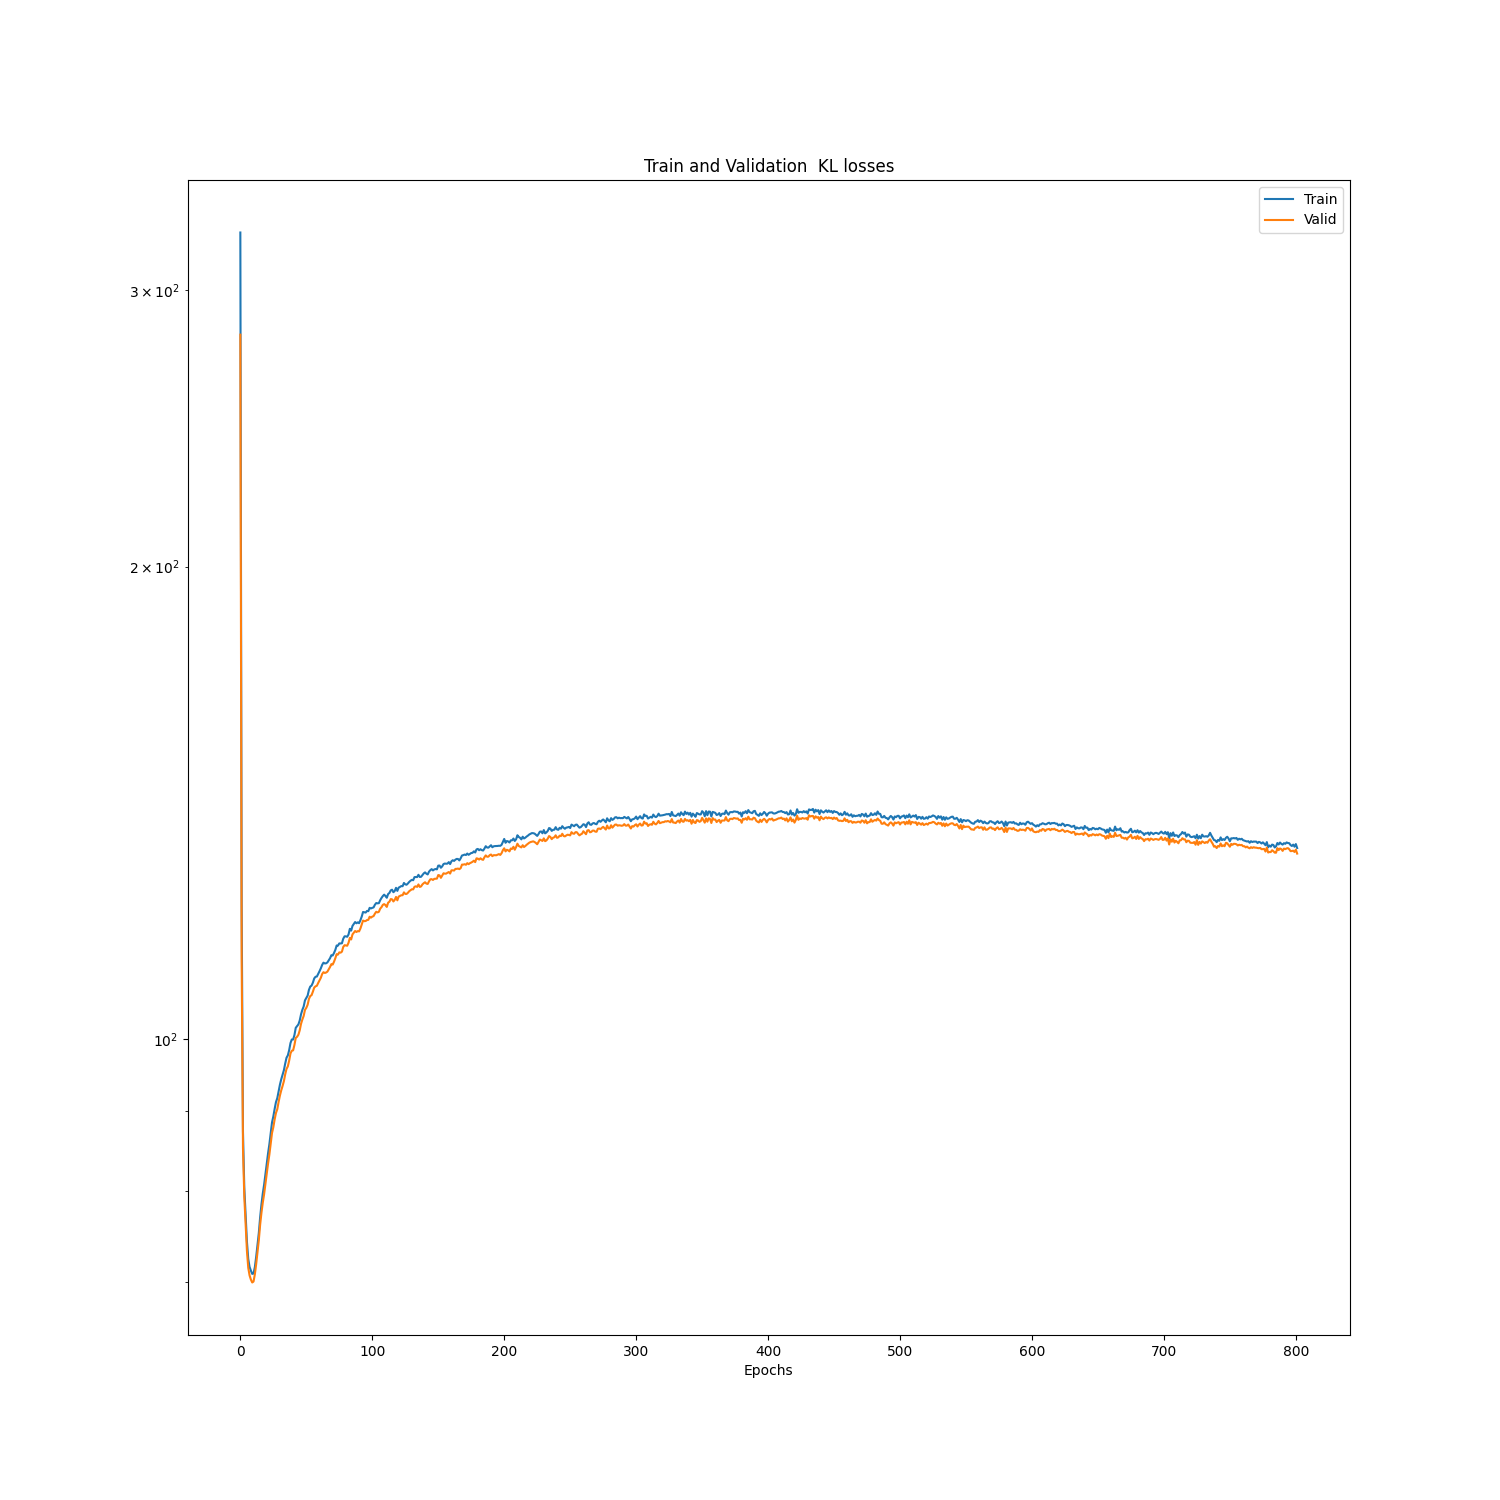 Train and Validation  KL losses
Train
Valid
3 × 10²
2 × 10²
10²
0 100 200 300 400 500 600 700 800
Epochs